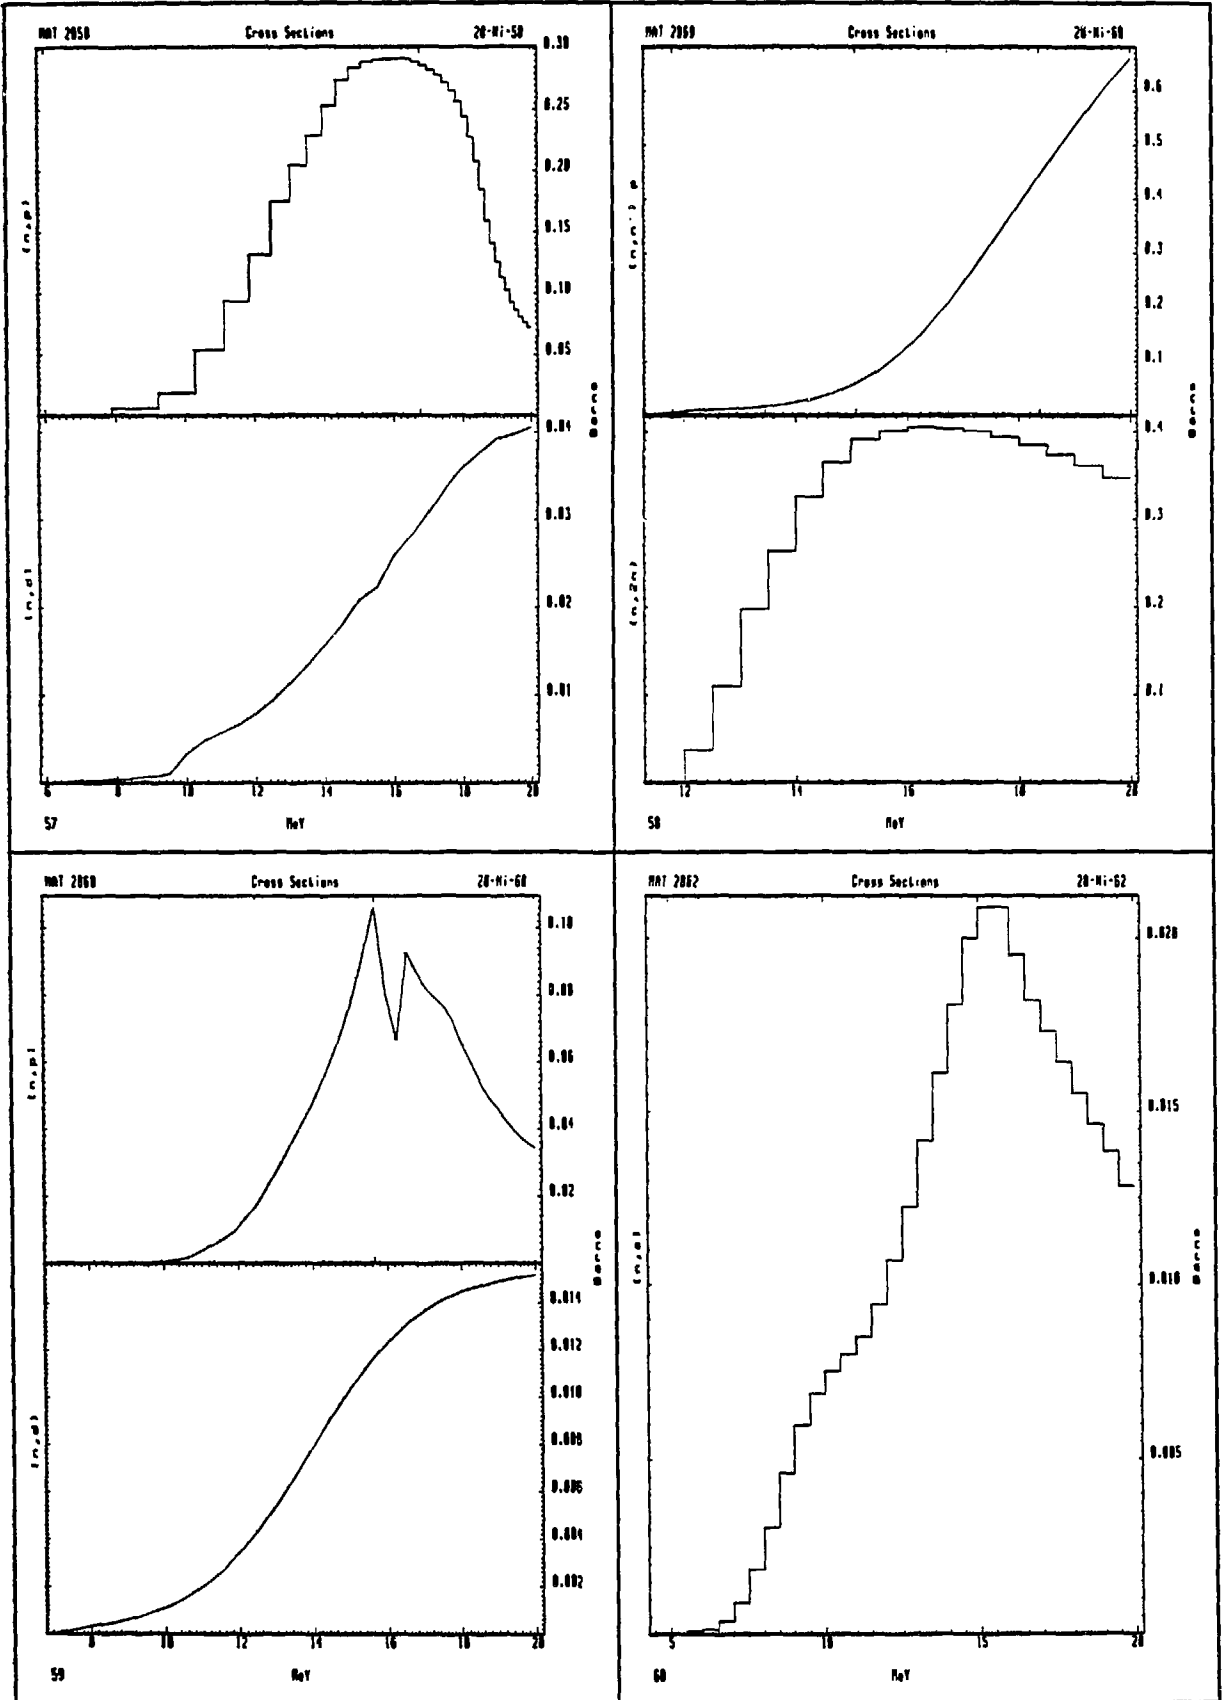 MAT 2858 Cross Sections 28-Ni-58
0.30
0.25
0.20
0.15
0.10
0.05
(n,p)
Barns
0.04
0.03
0.02
0.01
(n,d)
6 8 10 12 14 16 18 20
57 MeV
MAT 2860 Cross Sections 28-Ni-60
0.6
0.5
0.4
0.3
0.2
0.1
(n,n') p
Barns
0.4
0.3
0.2
0.1
(n,2n)
12 14 16 18 20
58 MeV
MAT 2860 Cross Sections 28-Ni-60
0.10
0.08
0.06
0.04
0.02
(n,p)
Barns
0.014
0.012
0.010
0.008
0.006
0.004
0.002
(n,d)
8 10 12 14 16 18 20
59 MeV
MAT 2862 Cross Sections 28-Ni-62
0.020
0.015
0.010
0.005
Barns
5 10 15 20
60 MeV